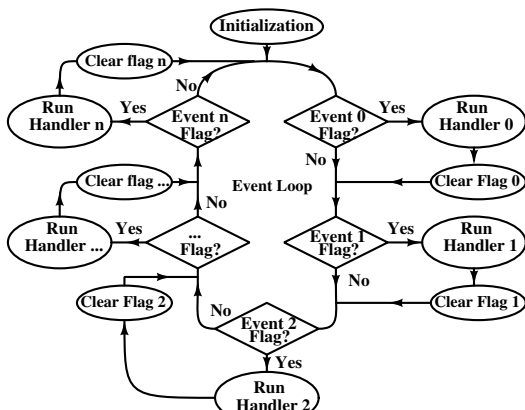 Initialization
Clear flag n
No
Run
Handler n
Yes
Event n
Flag?
Event 0
Flag?
Yes
Run
Handler 0
No
Clear flag ...
Event Loop
Clear Flag 0
No
Run
Handler ...
Yes
...
Flag?
Event 1
Flag?
Yes
Run
Handler 1
No
Clear Flag 2
No
Clear Flag 1
Event 2
Flag?
Yes
Run
Handler 2